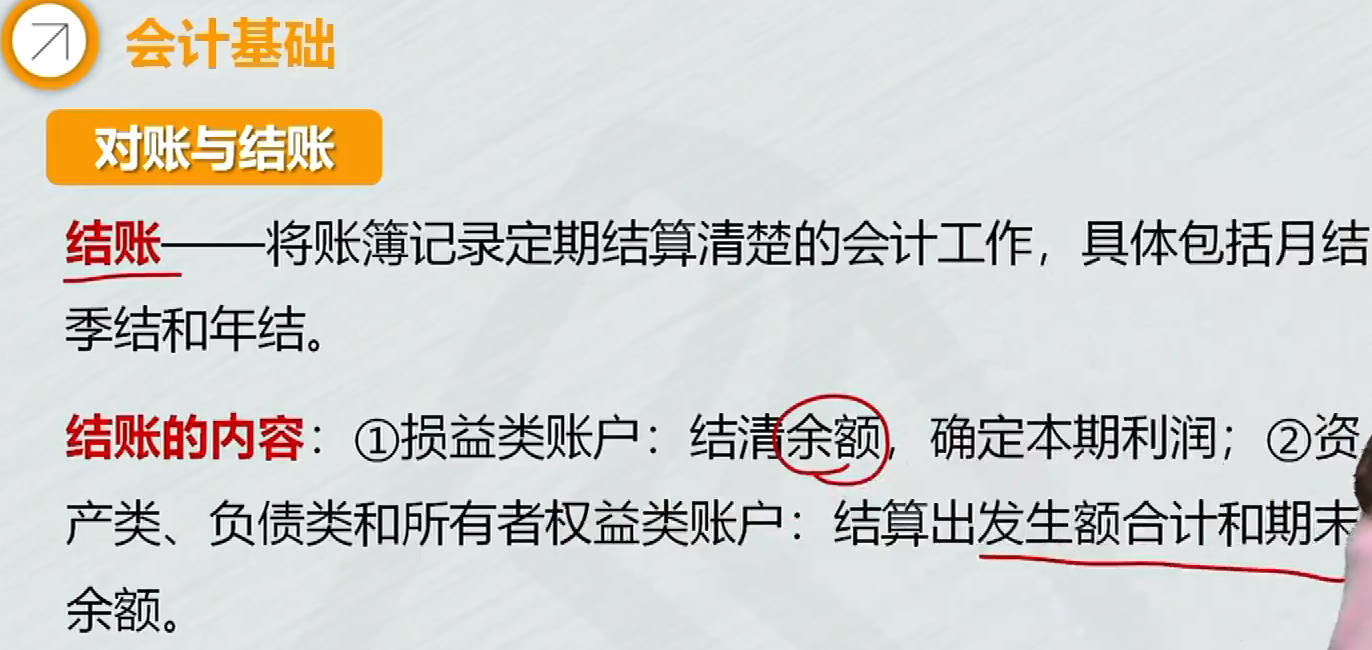 会计基础
对账与结账
结账——将账簿记录定期结算清楚的会计工作，具体包括月结
季结和年结。
结账的内容：①损益类账户：结清余额，确定本期利润；②资
产类、负债类和所有者权益类账户：结算出发生额合计和期末
余额。